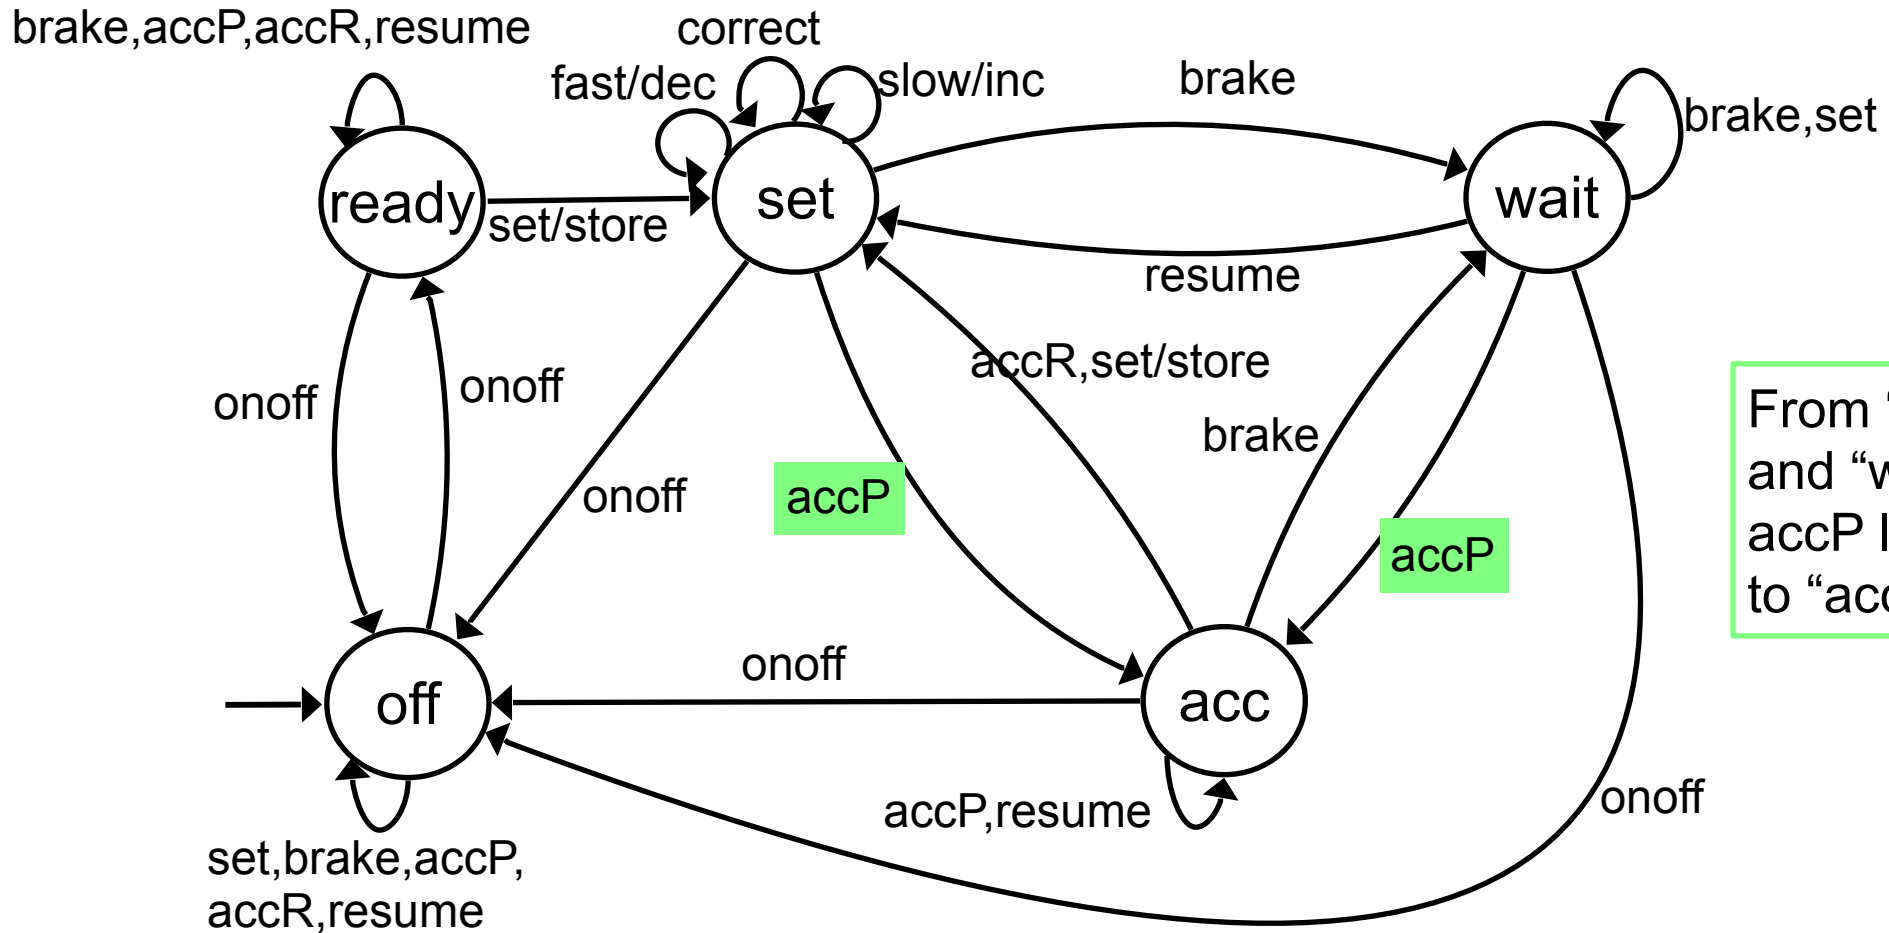 brake,accP,accR,resume
correct
fast/dec
slow/inc
brake
brake,set
ready
set
wait
set/store
resume
accR,set/store
onoff
onoff
brake
onoff
accP
accP
From “
and “w
accP l
to “acc
onoff
off
acc
accP,resume
onoff
set,brake,accP,
accR,resume